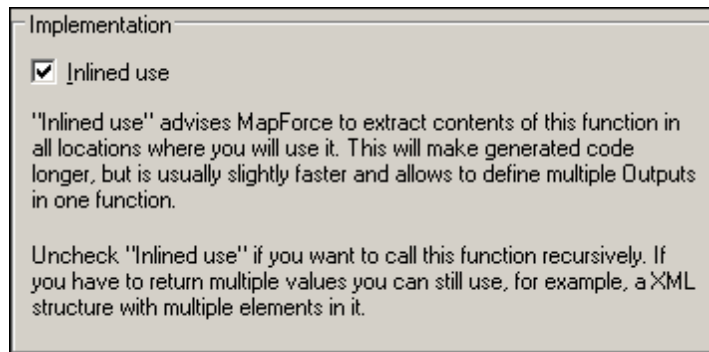 Implementation
Inlined use
"Inlined use" advises MapForce to extract contents of this function in
all locations where you will use it. This will make generated code
longer, but is usually slightly faster and allows to define multiple Outputs
in one function.
Uncheck "Inlined use" if you want to call this function recursively. If
you have to return multiple values you can still use, for example, a XML
structure with multiple elements in it.